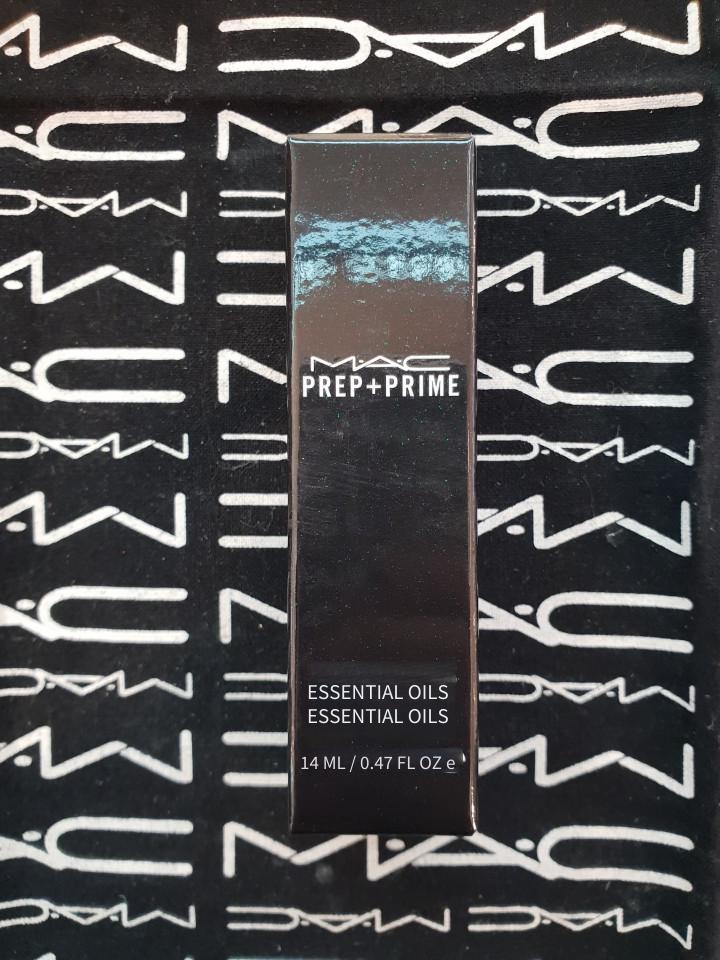 MAC
PREP+PRIME
ESSENTIAL OILS
ESSENTIAL OILS
14 ML / 0.47 FL OZ e